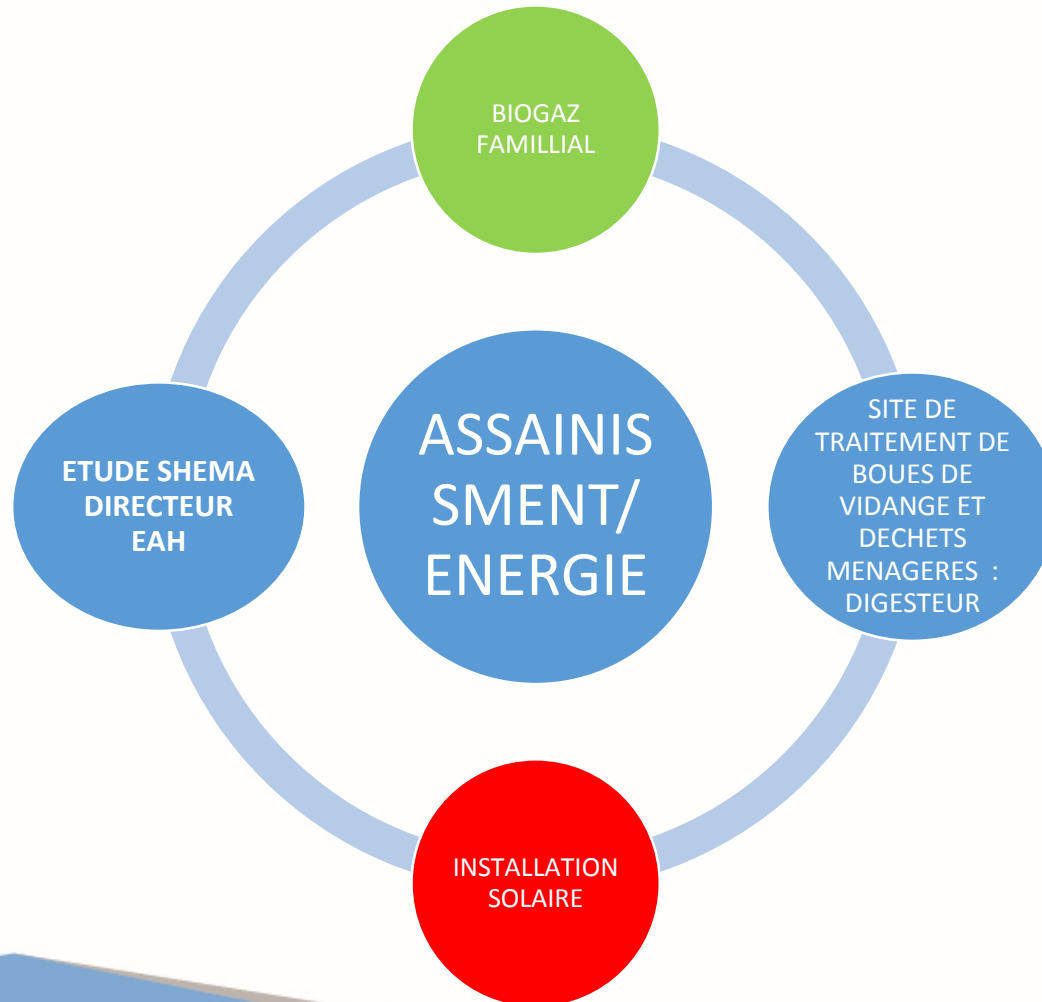 BIOGAZ
FAMILLIAL
ETUDE SHEMA
DIRECTEUR
EAH
ASSAINIS
SMENT/
ENERGIE
SITE DE
TRAITEMENT DE
BOUES DE
VIDANGE ET
DECHETS
MENAGERES :
DIGESTEUR
INSTALLATION
SOLAIRE